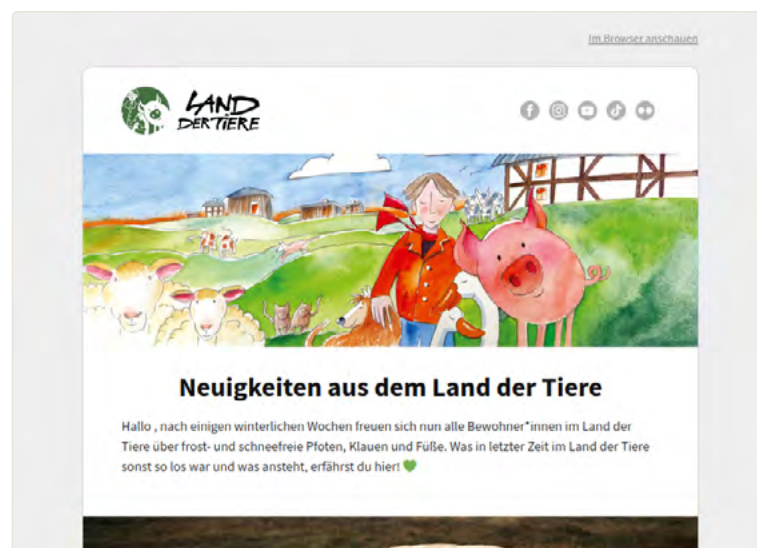 Im Browser anschauen
LAND
DER TIERE
Neuigkeiten aus dem Land der Tiere
Hallo , nach einigen winterlichen Wochen freuen sich nun alle Bewohner*innen im Land der
Tiere über frost- und schneefreie Pfoten, Klauen und Füße. Was in letzter Zeit im Land der Tiere
sonst so los war und was ansteht, erfährst du hier! 💚